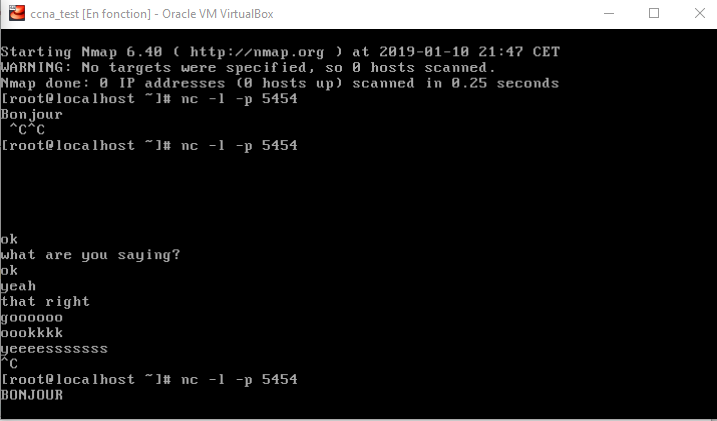 ccna_test [En fonction] - Oracle VM VirtualBox
Starting Nmap 6.40 ( http://nmap.org ) at 2019-01-10 21:47 CET
WARNING: No targets were specified, so 0 hosts scanned.
Nmap done: 0 IP addresses (0 hosts up) scanned in 0.25 seconds
[root@localhost ~]# nc -l -p 5454
Bonjour
^C^C
[root@localhost ~]# nc -l -p 5454
ok
what are you saying?
ok
yeah
that right
goooooo
oookkkk
yeeeesssssss
^C
[root@localhost ~]# nc -l -p 5454
BONJOUR